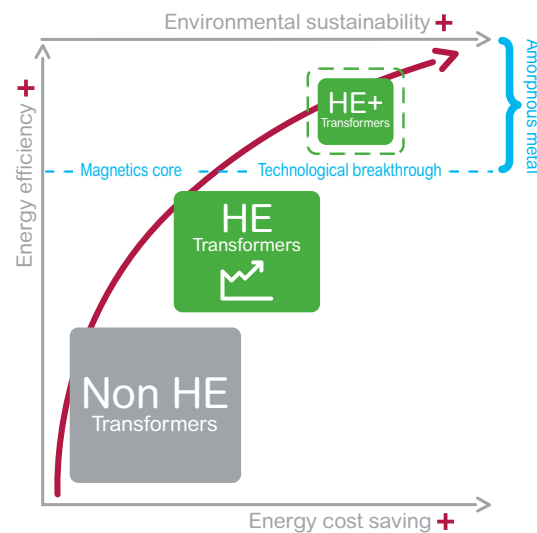 Environmental sustainability +
Energy efficiency +
Amorphous metal
HE+
Transformers
Magnetics core
Technological breakthrough
HE
Transformers
Non HE
Transformers
Energy cost saving +